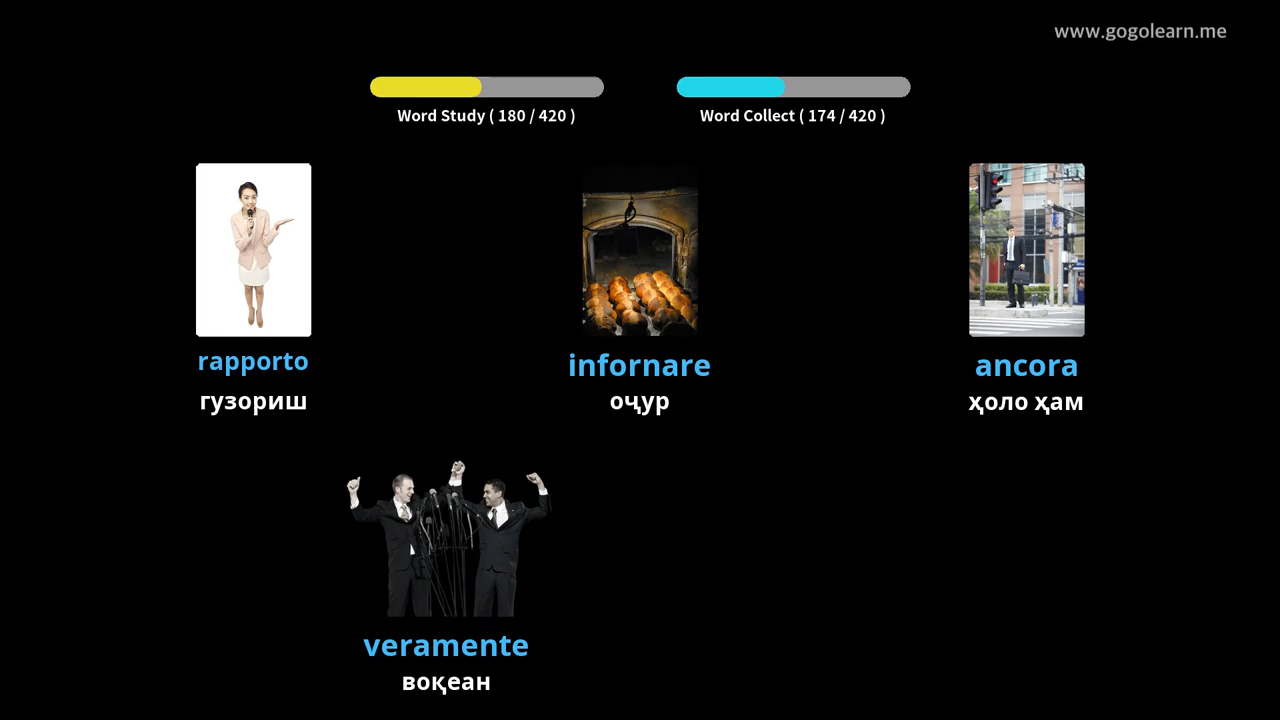 www.gogolearn.me
Word Study ( 180 / 420 )
Word Collect ( 174 / 420 )
rapporto
гузориш
infornare
оҷур
ancora
ҳоло ҳам
veramente
воқеан